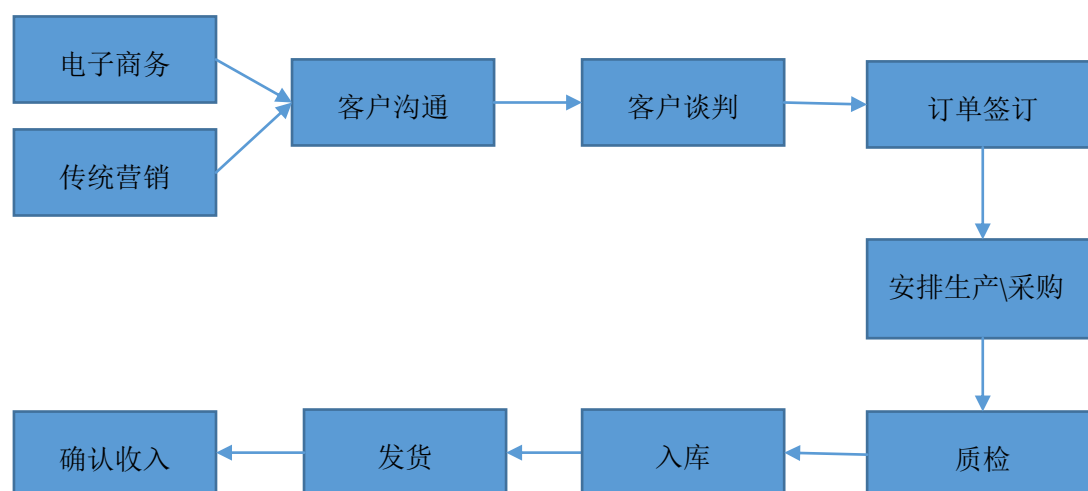 电子商务
传统营销
客户沟通
客户谈判
订单签订
安排生产\采购
质检
入库
发货
确认收入